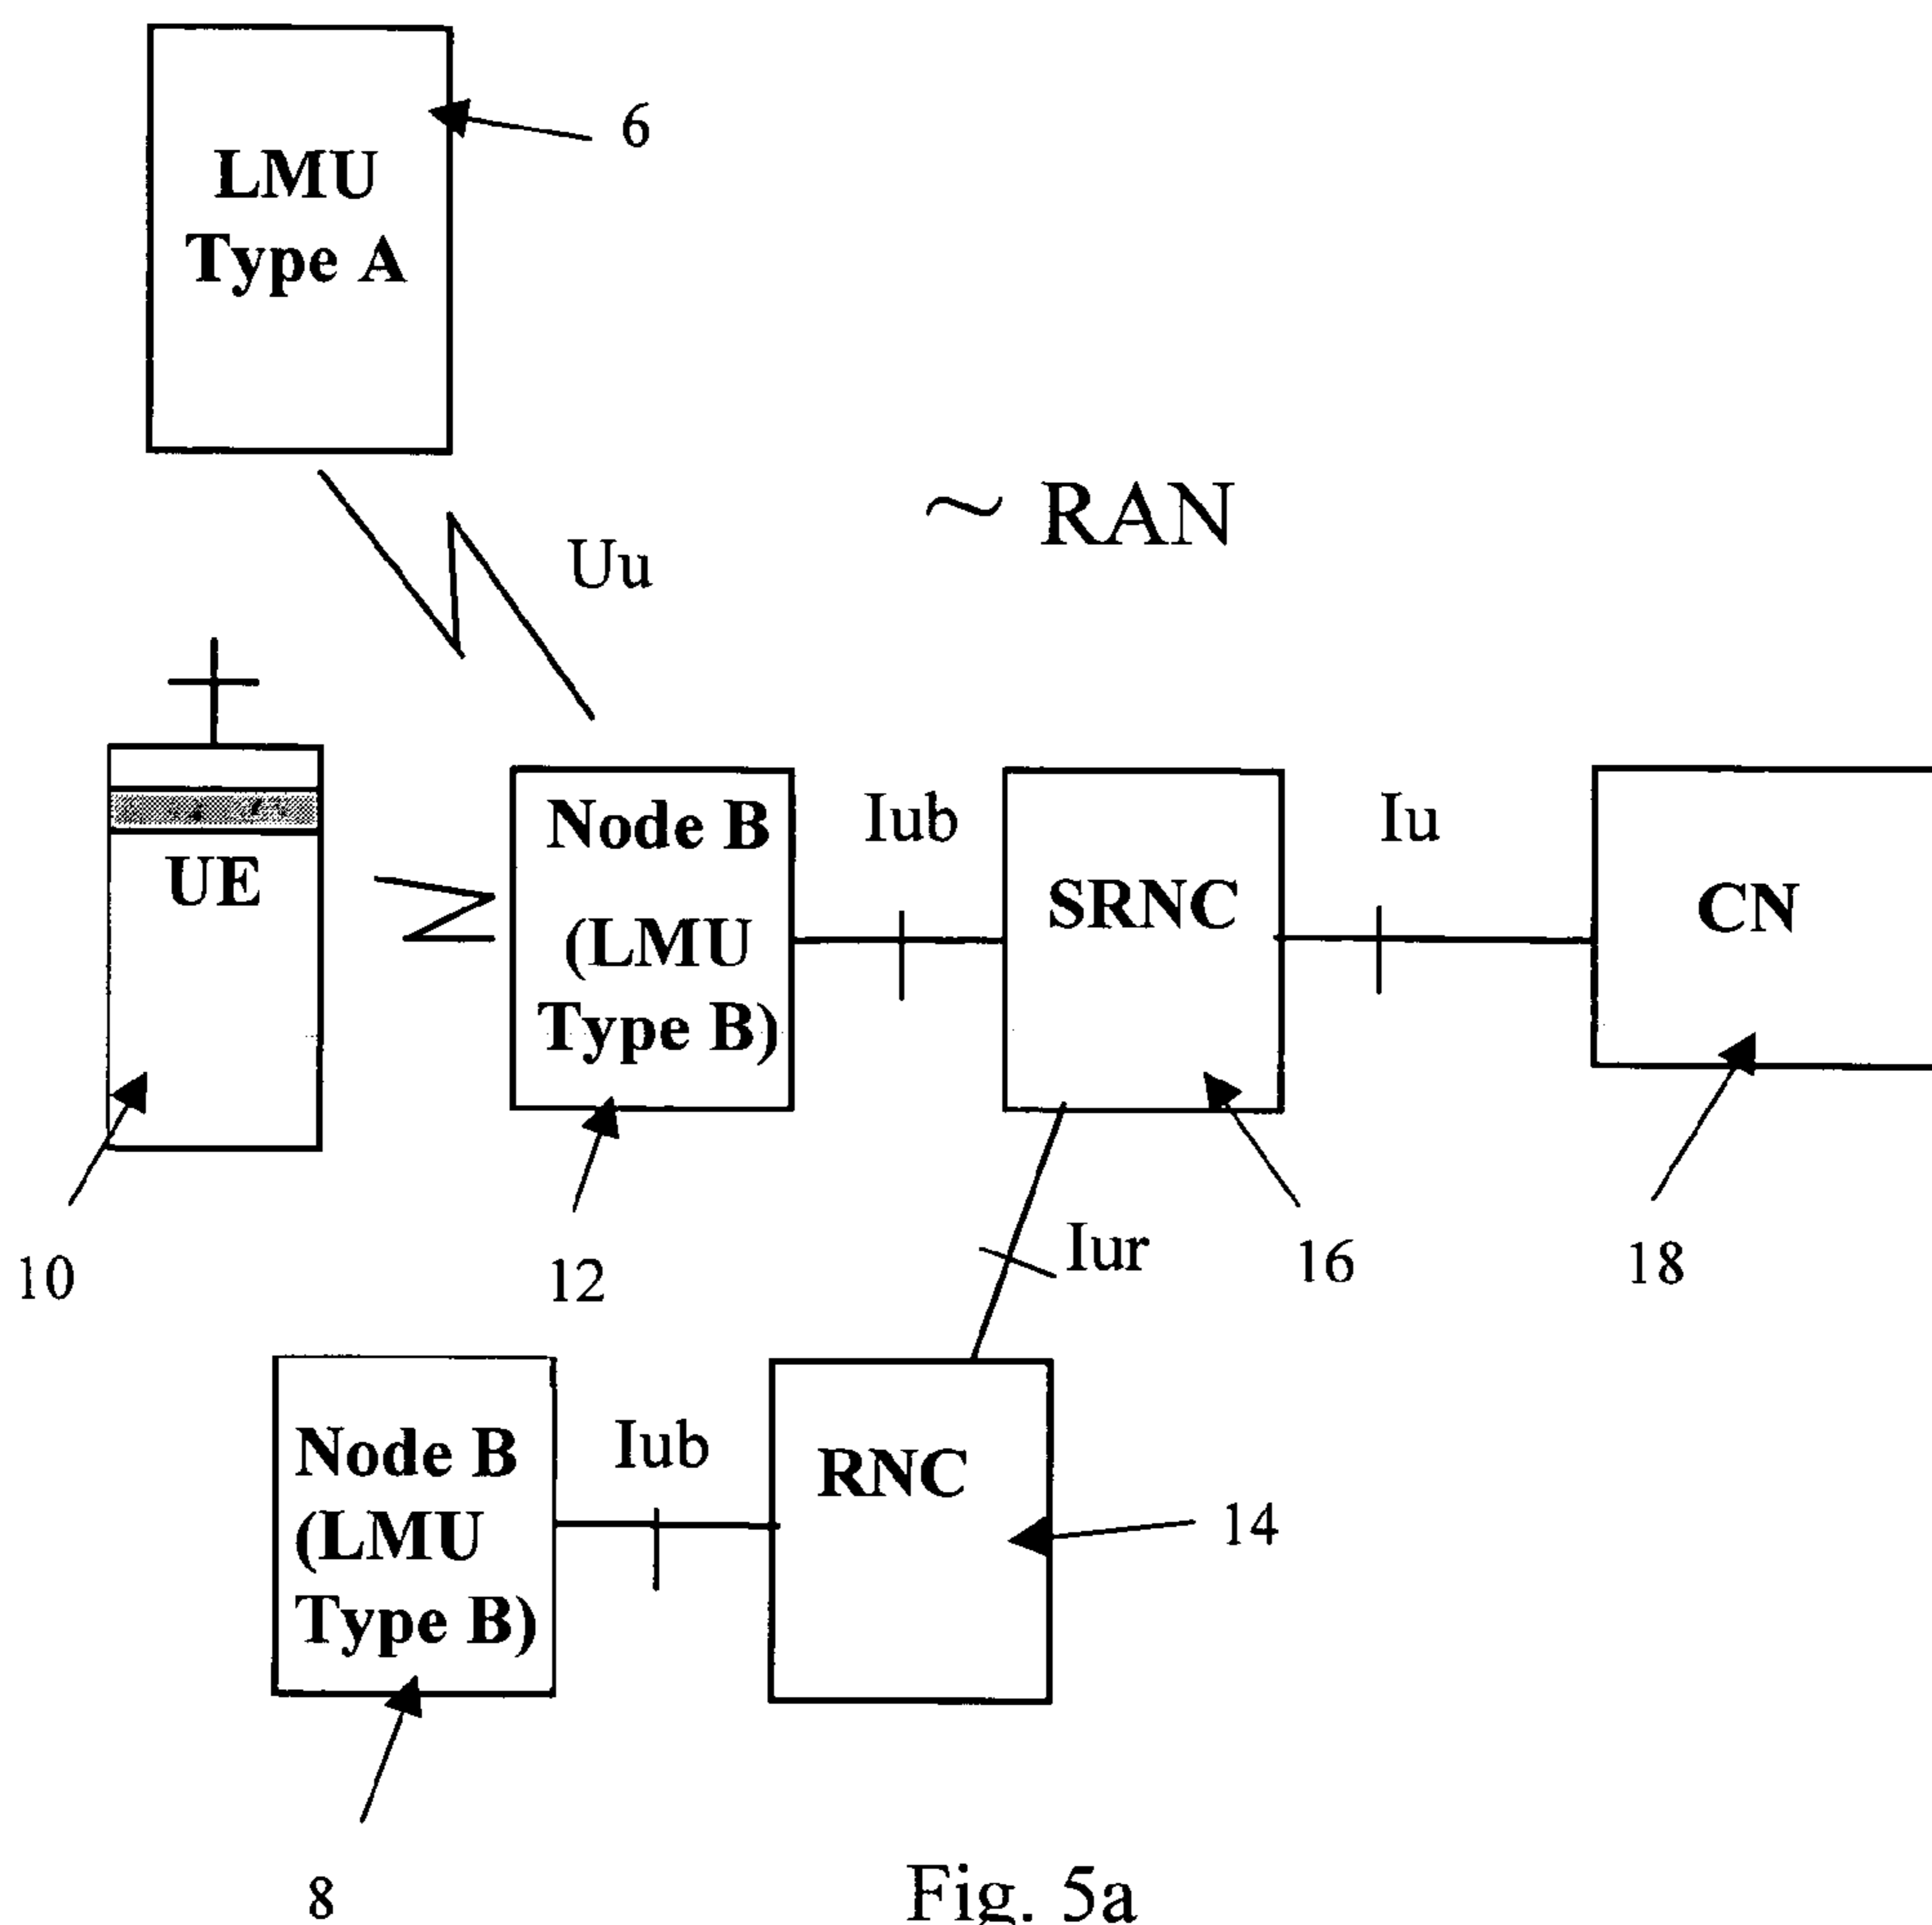 6
LMU
Type A
~ RAN
Uu
Node B
(LMU
Type B)
Iub
SRNC
Iu
CN
UE
10
12
Iur
16
18
Node B
(LMU
Type B)
Iub
RNC
14
8
Fig. 5a